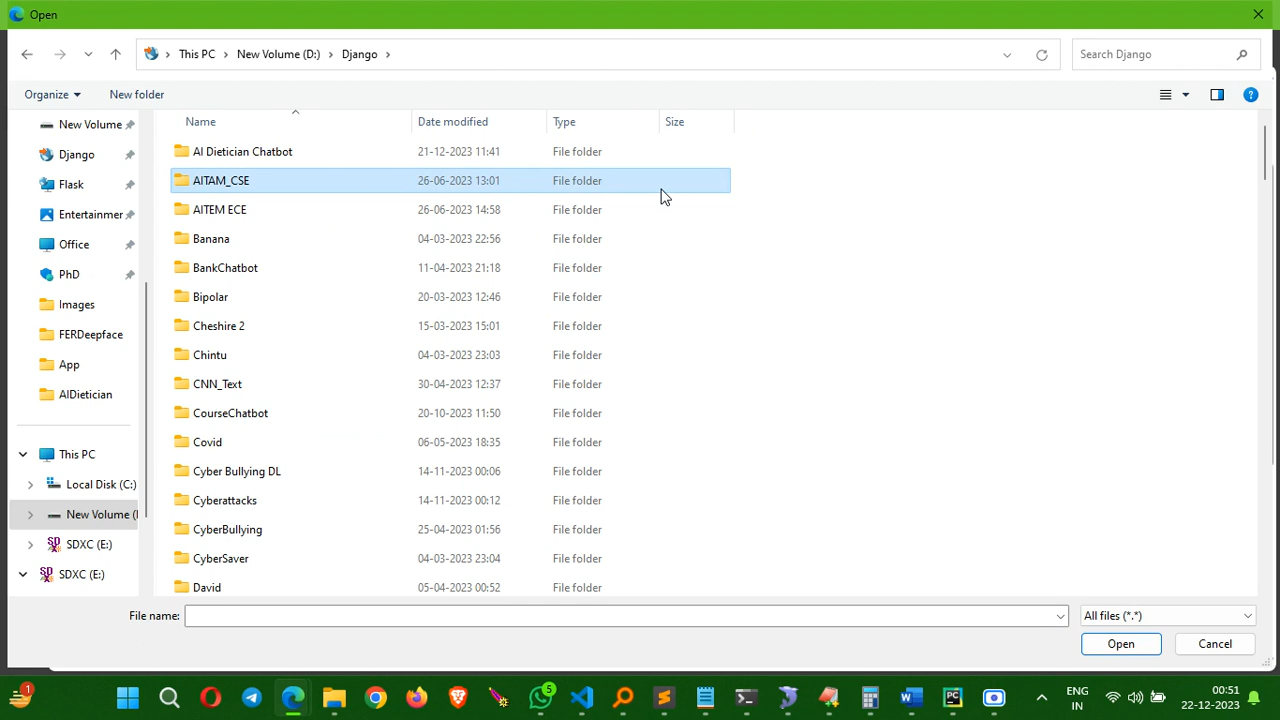 Open
This PC
New Volume (D:)
Django
Search Django
Organize
New folder
Name
Date modified
Type
Size
New Volume
Django
Flask
Entertainmer
Office
PhD
Images
FERDeepface
App
AIDietician
This PC
Local Disk (C:)
New Volume (
SDXC (E:)
SDXC (E:)
AI Dietician Chatbot 21-12-2023 11:41 File folder
AITAM_CSE 26-06-2023 13:01 File folder
AITEM ECE 26-06-2023 14:58 File folder
Banana 04-03-2023 22:56 File folder
BankChatbot 11-04-2023 21:18 File folder
Bipolar 20-03-2023 12:46 File folder
Cheshire 2 15-03-2023 15:01 File folder
Chintu 04-03-2023 23:03 File folder
CNN_Text 30-04-2023 12:37 File folder
CourseChatbot 20-10-2023 11:50 File folder
Covid 06-05-2023 18:35 File folder
Cyber Bullying DL 14-11-2023 00:06 File folder
Cyberattacks 14-11-2023 00:12 File folder
CyberBullying 25-04-2023 01:56 File folder
CyberSaver 04-03-2023 23:04 File folder
David 05-04-2023 00:52 File folder
File name:
All files (*.*)
Open
Cancel
1
5
PC
ENG
IN
00:51
22-12-2023